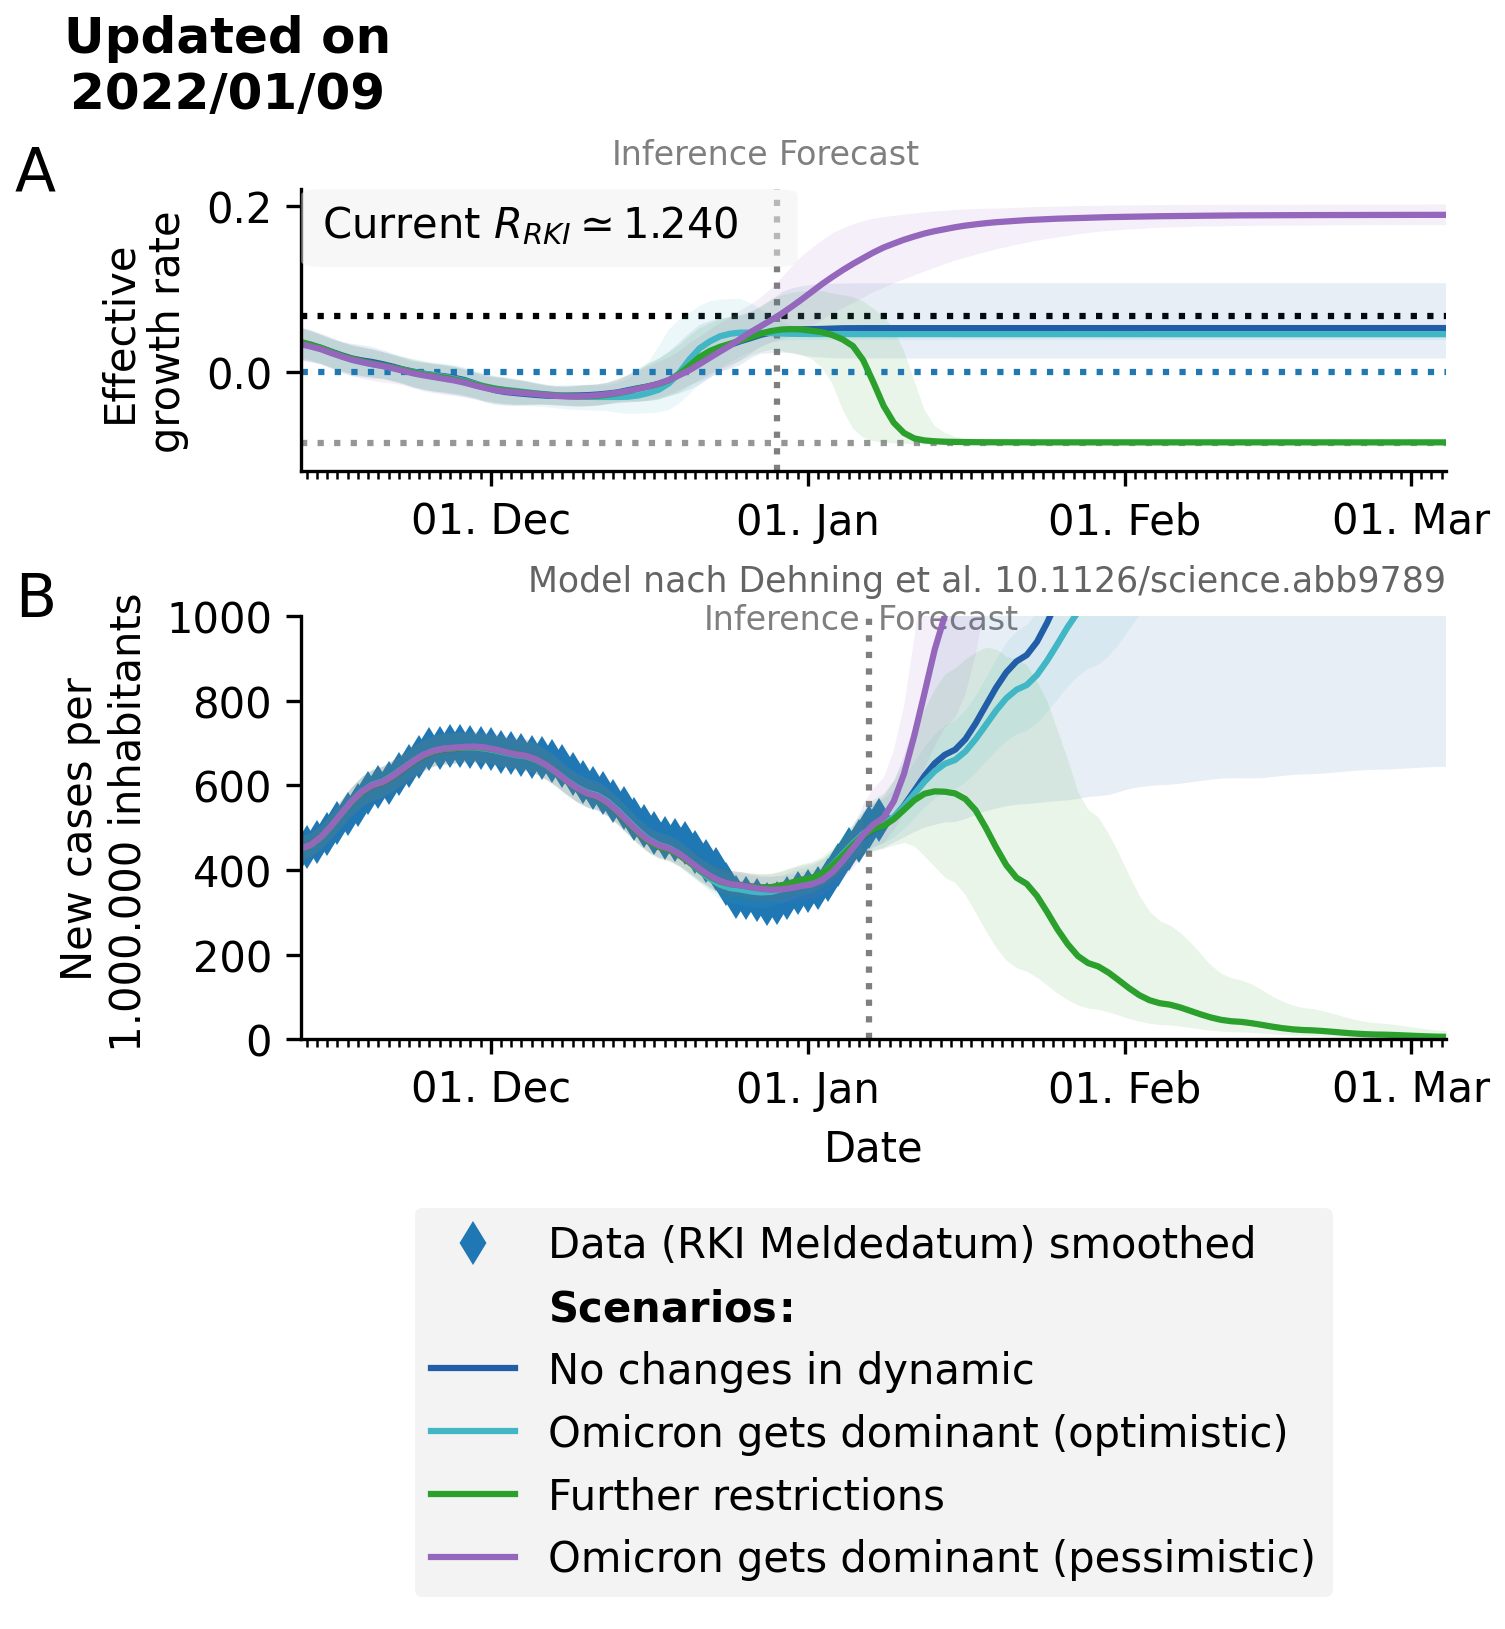 Updated on
2022/01/09
A
Inference Forecast
Current R_RKI ≃ 1.240
Effective
growth rate
0.2
0.0
01. Dec
01. Jan
01. Feb
01. Mar
B
Model nach Dehning et al. 10.1126/science.abb9789
Inference Forecast
New cases per
1.000.000 inhabitants
1000
800
600
400
200
0
01. Dec
01. Jan
01. Feb
01. Mar
Date
Data (RKI Meldedatum) smoothed
Scenarios:
No changes in dynamic
Omicron gets dominant (optimistic)
Further restrictions
Omicron gets dominant (pessimistic)